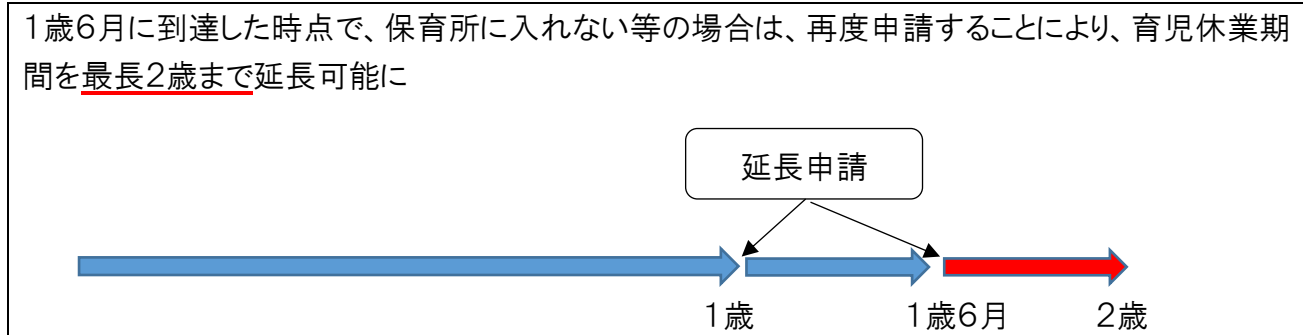 1歳6月に到達した時点で、保育所に入れない等の場合は、再度申請することにより、育児休業期
間を最長2歳まで延長可能に
延長申請
1歳
1歳6月
2歳